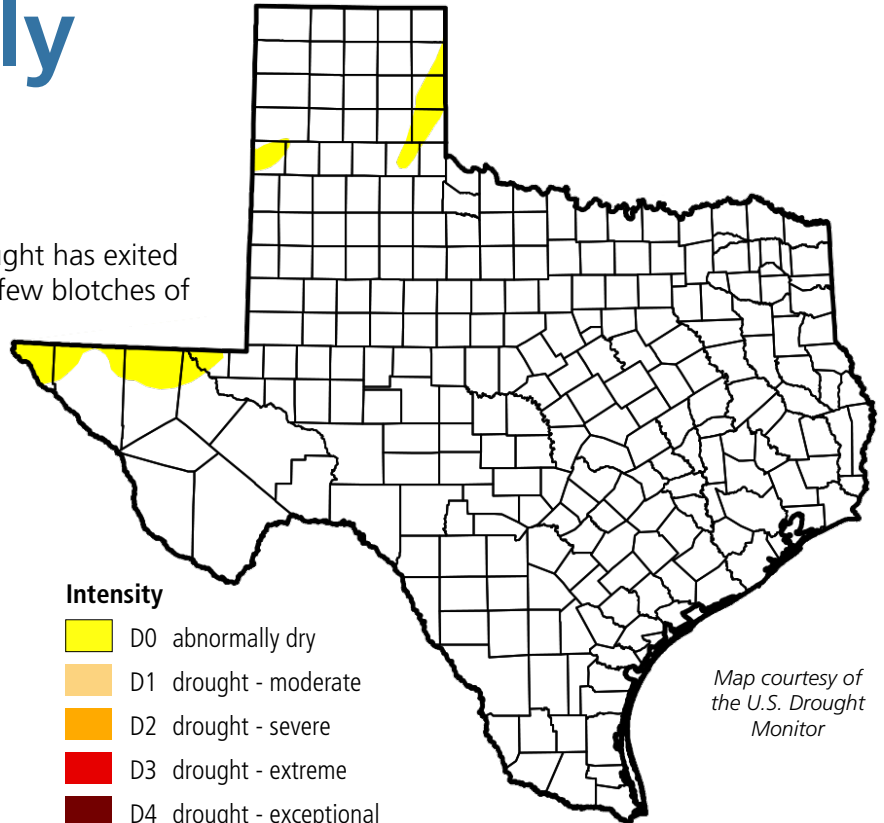 ly
ght has exited
few blotches of
Intensity
D0 abnormally dry
D1 drought - moderate
D2 drought - severe
D3 drought - extreme
D4 drought - exceptional
Map courtesy of
the U.S. Drought
Monitor